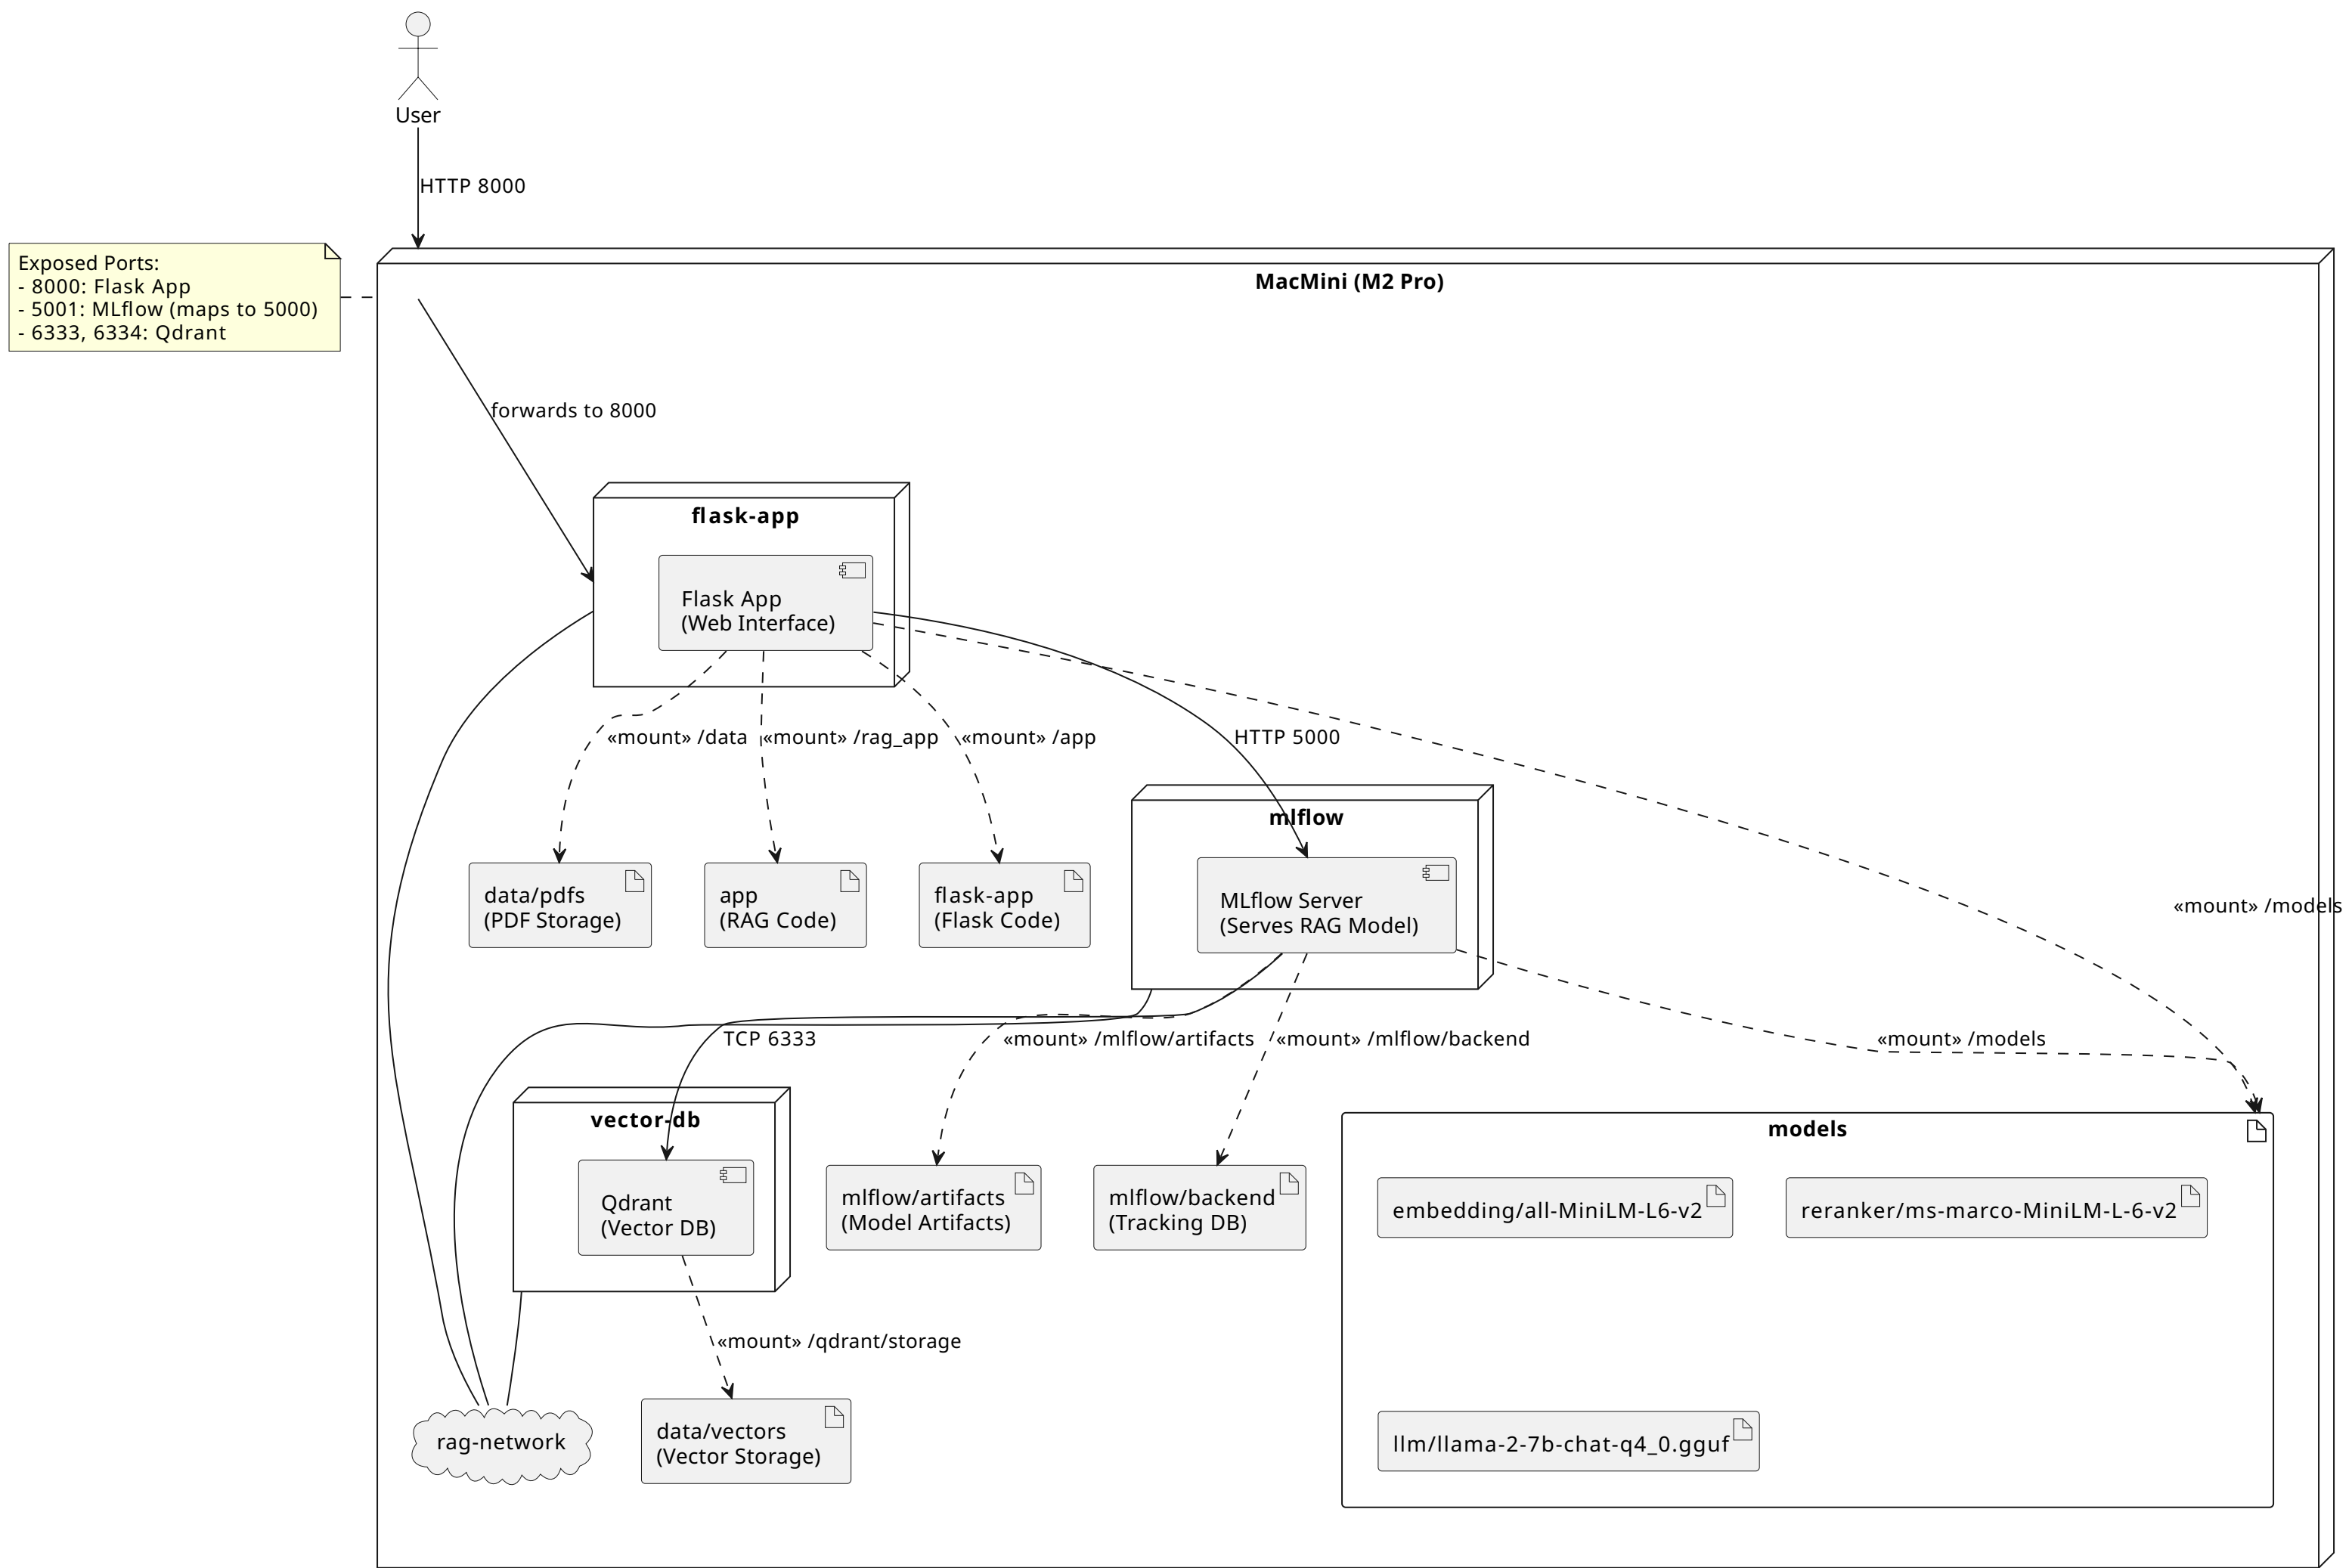 User
HTTP 8000
Exposed Ports:
- 8000: Flask App
- 5001: MLflow (maps to 5000)
- 6333, 6334: Qdrant
MacMini (M2 Pro)
forwards to 8000
flask-app
Flask App
(Web Interface)
«mount» /data
«mount» /rag_app
«mount» /app
HTTP 5000
mlflow
data/pdfs
(PDF Storage)
app
(RAG Code)
flask-app
(Flask Code)
MLflow Server
(Serves RAG Model)
«mount» /models
TCP 6333
«mount» /mlflow/artifacts
«mount» /mlflow/backend
«mount» /models
vector-db
models
Qdrant
(Vector DB)
mlflow/artifacts
(Model Artifacts)
mlflow/backend
(Tracking DB)
embedding/all-MiniLM-L6-v2
reranker/ms-marco-MiniLM-L-6-v2
«mount» /qdrant/storage
rag-network
data/vectors
(Vector Storage)
llm/llama-2-7b-chat-q4_0.gguf